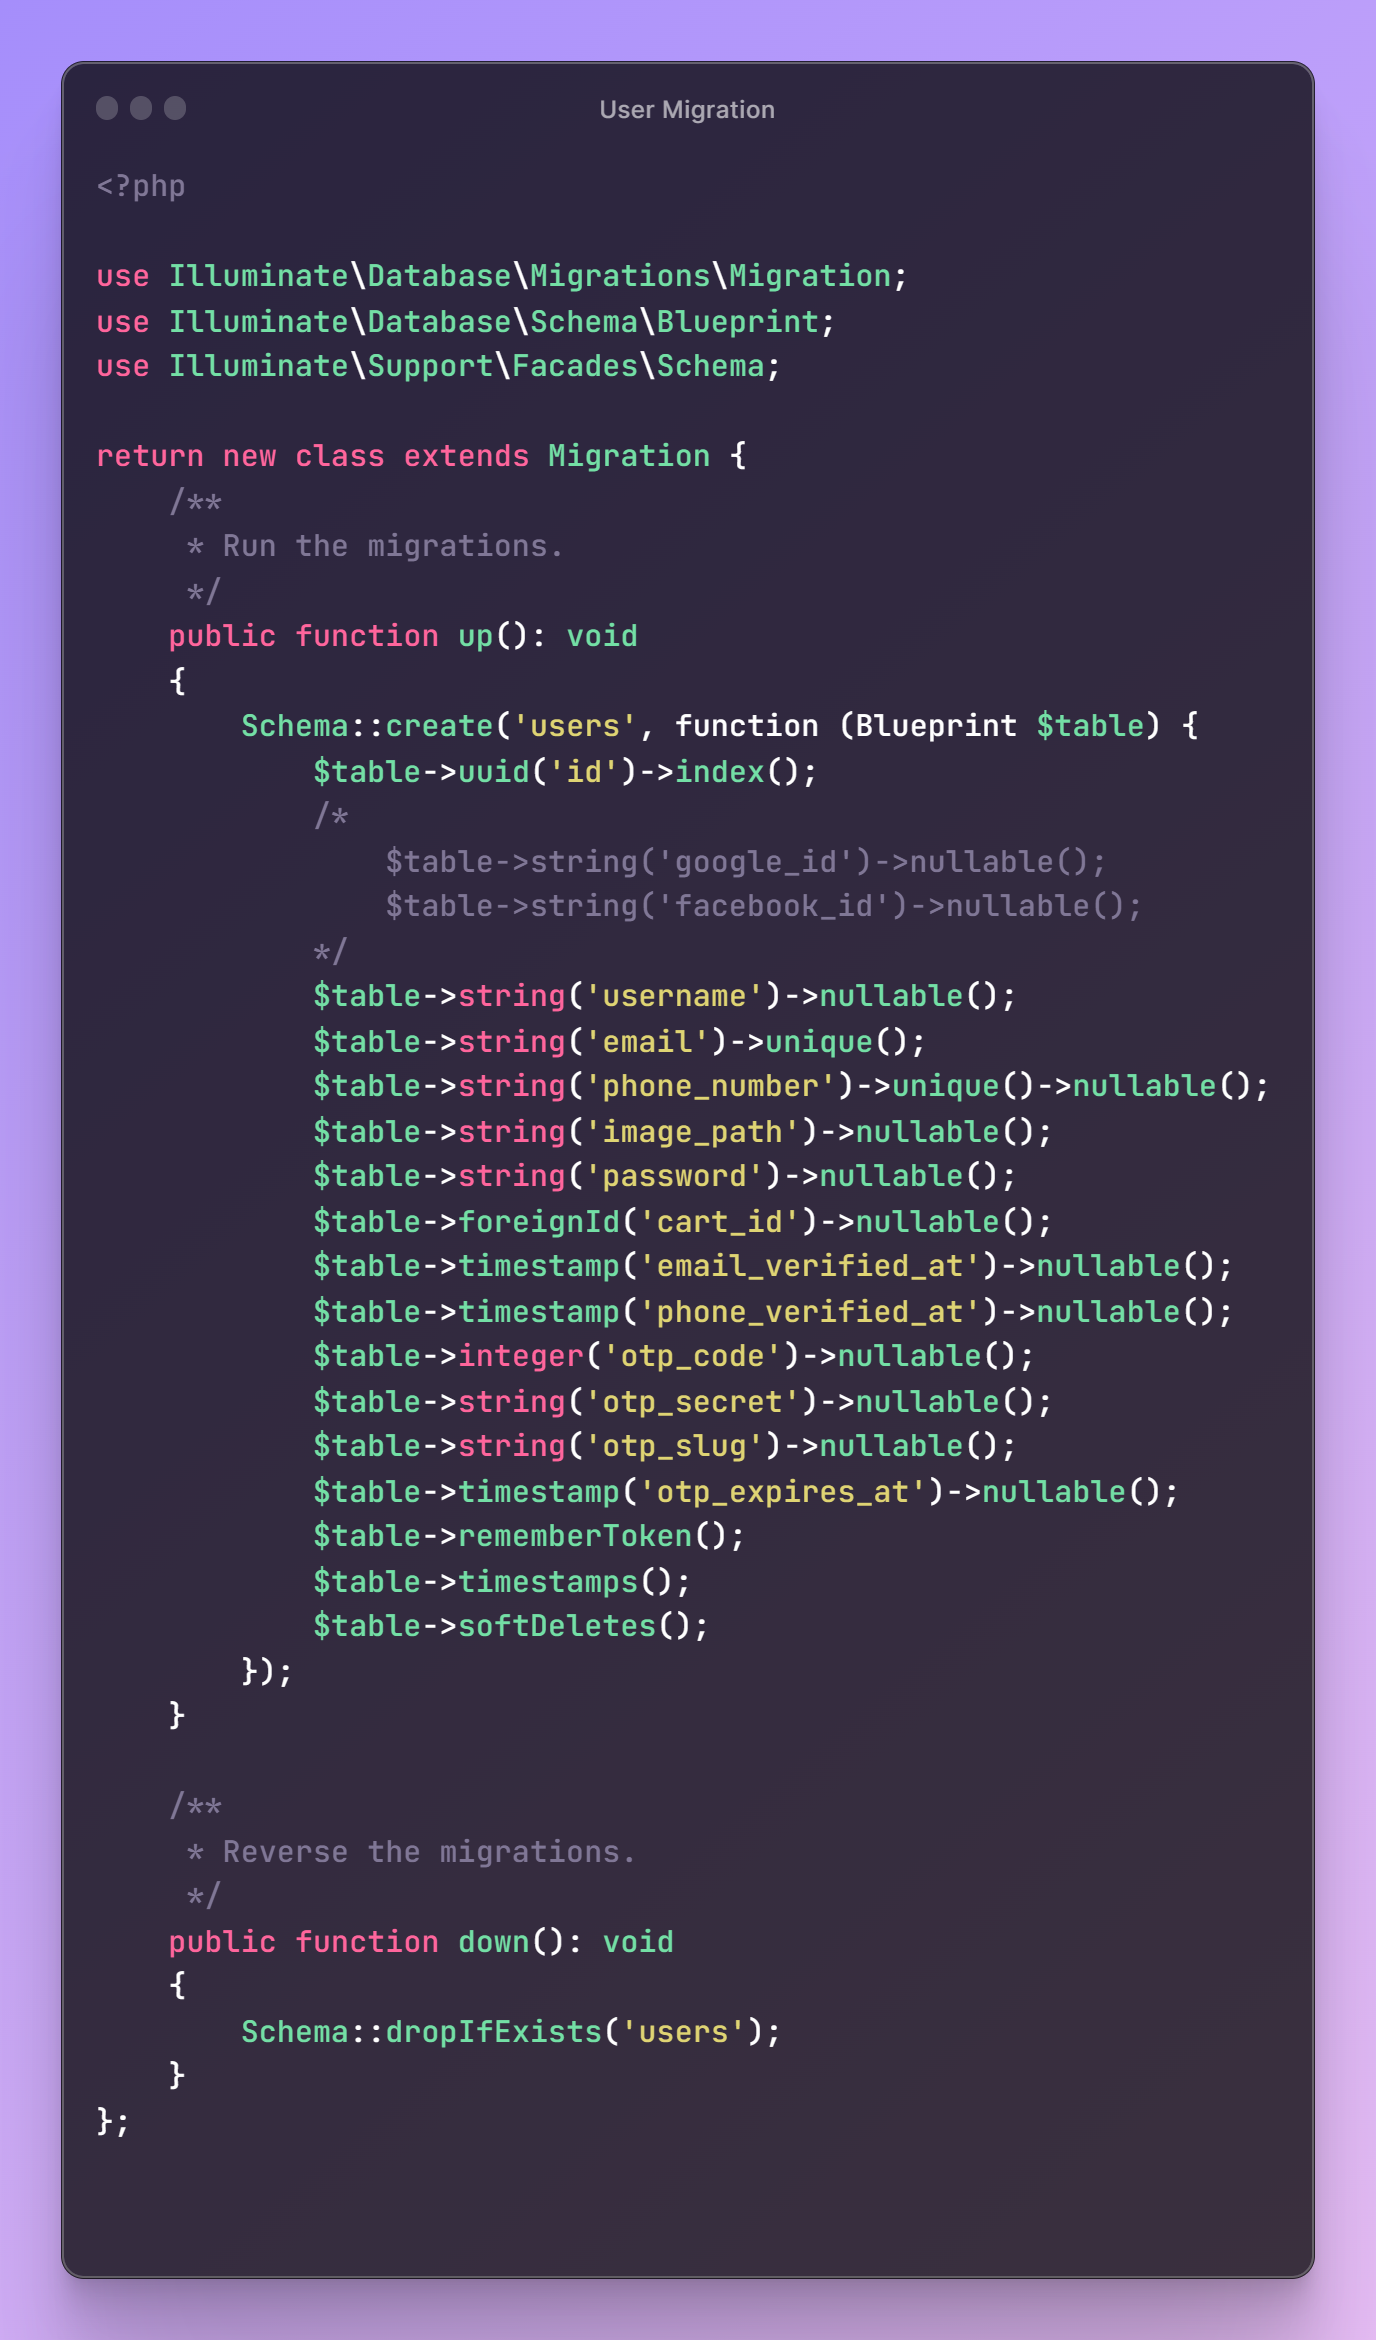 User Migration
<?php
use Illuminate\Database\Migrations\Migration;
use Illuminate\Database\Schema\Blueprint;
use Illuminate\Support\Facades\Schema;
return new class extends Migration {
    /**
     * Run the migrations.
     */
    public function up(): void
    {
        Schema::create('users', function (Blueprint $table) {
            $table->uuid('id')->index();
            /*
                $table->string('google_id')->nullable();
                $table->string('facebook_id')->nullable();
            */
            $table->string('username')->nullable();
            $table->string('email')->unique();
            $table->string('phone_number')->unique()->nullable();
            $table->string('image_path')->nullable();
            $table->string('password')->nullable();
            $table->foreignId('cart_id')->nullable();
            $table->timestamp('email_verified_at')->nullable();
            $table->timestamp('phone_verified_at')->nullable();
            $table->integer('otp_code')->nullable();
            $table->string('otp_secret')->nullable();
            $table->string('otp_slug')->nullable();
            $table->timestamp('otp_expires_at')->nullable();
            $table->rememberToken();
            $table->timestamps();
            $table->softDeletes();
        });
    }
    /**
     * Reverse the migrations.
     */
    public function down(): void
    {
        Schema::dropIfExists('users');
    }
};